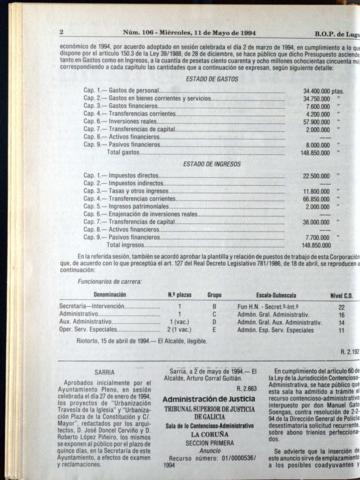 2 Núm. 106 - Miércoles, 11 de Mayo de 1994 B.O.P. de Lugo
económico de 1994, por acuerdo adoptado en sesión celebrada el día 2 de marzo de 1994, en cumplimiento a lo que
dispone por el artículo 150.3 de la Ley 39/1988, de 28 de diciembre, se hace público que dicho Presupuesto asciende
tanto en Gastos como en Ingresos, a la cuantía de pesetas ciento cuarenta y ocho millones ochocientas cincuenta mil
correspondiendo a cada capítulo las cantidades que a continuación se expresan, según siguiente detalle:
ESTADO DE GASTOS
Cap. 1.— Gastos de personal 34.400.000 ptas.
Cap. 2.— Gastos en bienes corrientes y servicios 34.750.000 "
Cap. 3.— Gastos financieros 7.600.000 "
Cap. 4.— Transferencias corrientes 4.200.000 "
Cap. 6.— Inversiones reales 57.900.000 "
Cap. 7.— Transferencias de capital 2.000.000 "
Cap. 8.— Activos financieros —— "
Cap. 9.— Pasivos financieros 8.000.000 "
Total gastos 148.850.000 "
ESTADO DE INGRESOS
Cap. 1.— Impuestos directos 22.500.000 "
Cap. 2.— Impuestos indirectos ——
Cap. 3.— Tasas y otros ingresos 11.800.000 "
Cap. 4.— Transferencias corrientes 66.850.000 "
Cap. 5.— Ingresos patrimoniales 2.000.000 "
Cap. 6.— Enajenación de inversiones reales ——
Cap. 7.— Transferencias de capital 38.000.000 "
Cap. 8.— Activos financieros ——
Cap. 9.— Pasivos financieros 7.700.000 "
Total ingresos 148.850.000 "
En la referida sesión, también se acordó aprobar la plantilla y relación de puestos de trabajo de esta Corporación
que, de acuerdo con lo que preceptúa el art. 127 del Real Decreto Legislativo 781/1986, de 18 de abril, se reproducen a
continuación:
Funcionarios de carrera:
Denominación N.º plazas Grupo Escala-Subescala Nivel C.D.
Secretaría—Intervención 1 B Fun H.N. - Secret.ª-Int.ª 22
Administrativo 1 C Admón. Gral. Administrativo. 16
Aux. Administrativo 1 (vac.) D Admón. Gral. Aux. Administrativo. 14
Oper. Serv. Especiales 2 (1 vac.) E Admón. Esp. Serv. Especiales 11
Riotorto, 15 de abril de 1994.— El Alcalde, ilegible.
R. 2.192
SARRIA
Aprobados inicialmente por el
Ayuntamiento Pleno, en sesión
celebrada el día 27 de enero de 1994,
los proyectos de "Urbanización
Travesía de la Iglesia" y "Urbaniza-
ción Plaza de la Constitución y C/.
Mayor", redactados por los arqui-
tectos, D. José Doncel Cerviño y D.
Roberto López Piñeiro, los mismos
se exponen al público por el plazo de
quince días, en la Secretaría de este
Ayuntamiento, a efectos de examen
y reclamaciones.
Sarria, a 2 de mayo de 1994.— El
Alcalde, Arturo Corral Guitián.
R. 2.663
Administración de Justicia
TRIBUNAL SUPERIOR DE JUSTICIA
DE GALICIA
Sala de lo Contencioso-Administrativo
LA CORUÑA
SECCION PRIMERA
Anuncio
Recurso número: 01/0000536/
1994
En cumplimiento del artículo 60 de
la Ley de la Jurisdicción Contencioso-
Administrativa, se hace público que
esta sala ha admitido a trámite el
recurso contencioso-administrativo
interpuesto por don Manuel Gato
Soengas, contra resolución de 2-2-
94 de la Dirección General de Policía
desestimatoria solicitud recurrente,
sobre abono trienios perfecciona-
dos.
Se advierte que la inserción de
este anuncio sirve de emplazamiento
a los posibles coadyuvantes y